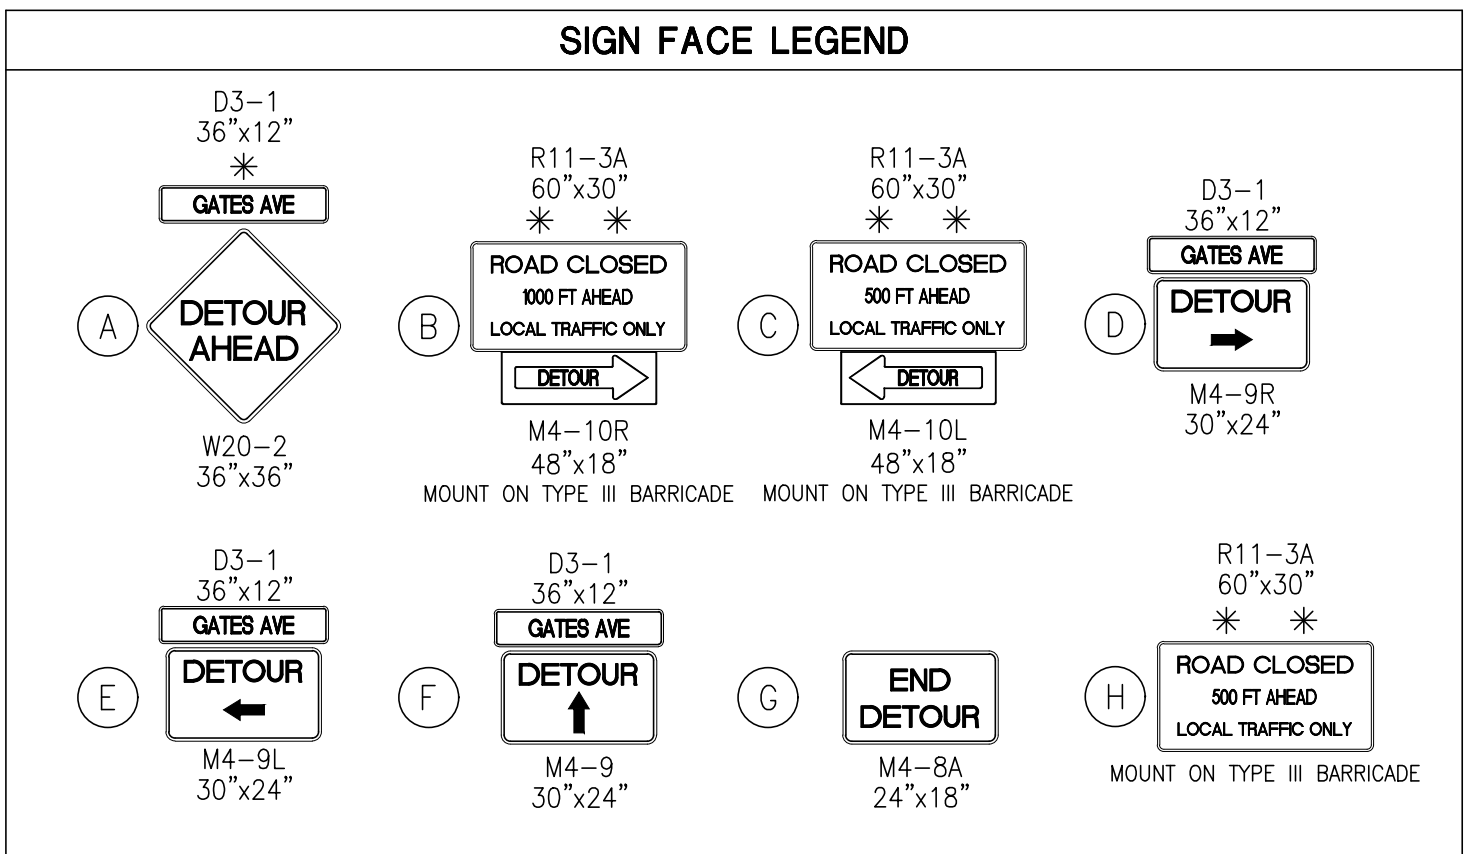 SIGN FACE LEGEND
D3-1
36"x12"
*
GATES AVE
A
DETOUR
AHEAD
W20-2
36"x36"
R11-3A
60"x30"
* *
B
ROAD CLOSED
1000 FT AHEAD
LOCAL TRAFFIC ONLY
DETOUR
M4-10R
48"x18"
MOUNT ON TYPE III BARRICADE
R11-3A
60"x30"
* *
C
ROAD CLOSED
500 FT AHEAD
LOCAL TRAFFIC ONLY
DETOUR
M4-10L
48"x18"
MOUNT ON TYPE III BARRICADE
D3-1
36"x12"
GATES AVE
D
DETOUR
M4-9R
30"x24"
D3-1
36"x12"
GATES AVE
E
DETOUR
M4-9L
30"x24"
D3-1
36"x12"
GATES AVE
F
DETOUR
M4-9
30"x24"
G
END
DETOUR
M4-8A
24"x18"
R11-3A
60"x30"
* *
H
ROAD CLOSED
500 FT AHEAD
LOCAL TRAFFIC ONLY
MOUNT ON TYPE III BARRICADE